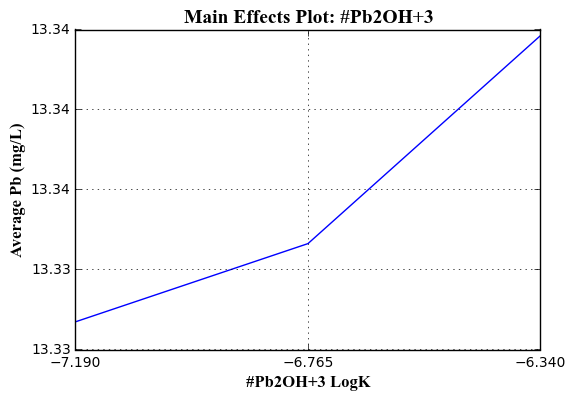 Main Effects Plot: #Pb2OH+3
13.34
13.34
13.34
13.33
13.33
Average Pb (mg/L)
−7.190
−6.765
−6.340
#Pb2OH+3 LogK